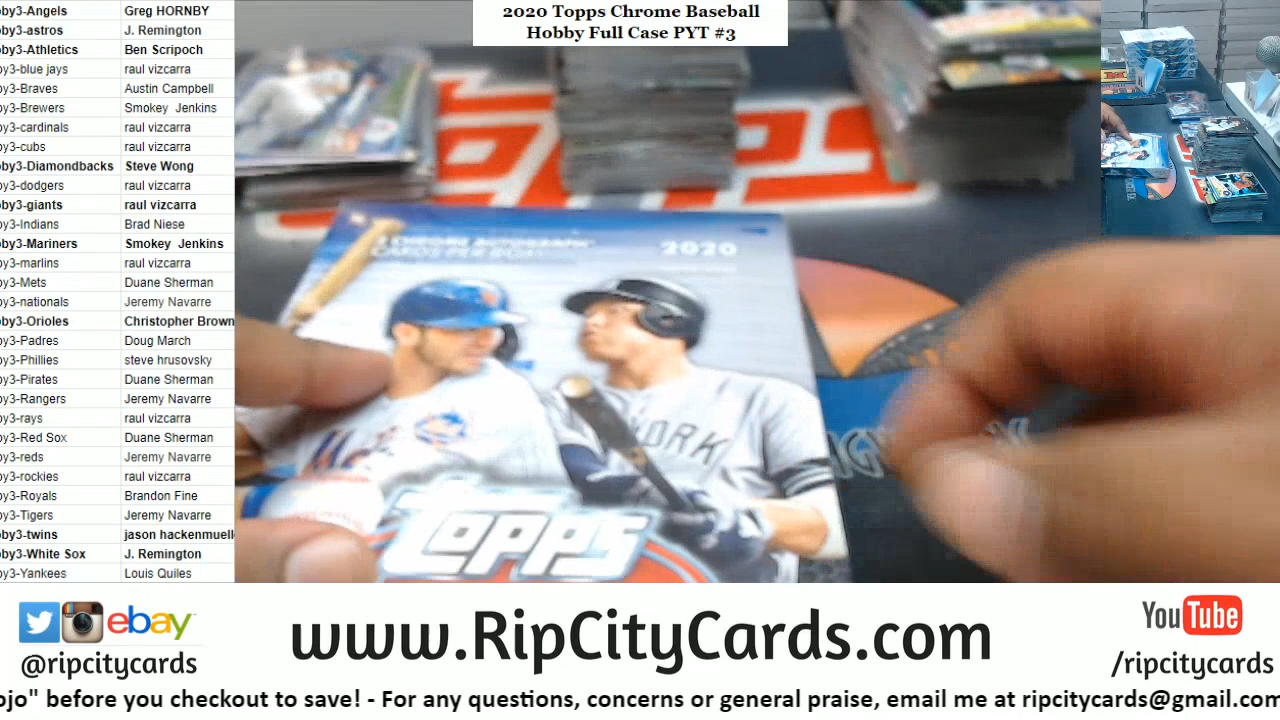 2020 Topps Chrome Baseball
Hobby Full Case PYT #3
by3-Angels Greg HORNBY
by3-astros J. Remington
by3-Athletics Ben Scripoch
by3-blue jays raul vizcarra
by3-Braves Austin Campbell
by3-Brewers Smokey Jenkins
by3-cardinals raul vizcarra
by3-cubs raul vizcarra
by3-Diamondbacks Steve Wong
by3-dodgers raul vizcarra
by3-giants raul vizcarra
by3-Indians Brad Niese
by3-Mariners Smokey Jenkins
by3-marlins raul vizcarra
by3-Mets Duane Sherman
by3-nationals Jeremy Navarre
by3-Orioles Christopher Brown
by3-Padres Doug March
by3-Phillies steve hrusovsky
by3-Pirates Duane Sherman
by3-Rangers Jeremy Navarre
by3-rays raul vizcarra
by3-Red Sox Duane Sherman
by3-reds Jeremy Navarre
by3-rockies raul vizcarra
by3-Royals Brandon Fine
by3-Tigers Jeremy Navarre
by3-twins jason hackenmuell
by3-White Sox J. Remington
by3-Yankees Louis Quiles
2 CHROME AUTOGRAPH
CARDS PER BOX!
2020
YORK
Topps
ebay
@ripcitycards
www.RipCityCards.com
YouTube
/ripcitycards
ojo" before you checkout to save! - For any questions, concerns or general praise, email me at ripcitycards@gmail.com